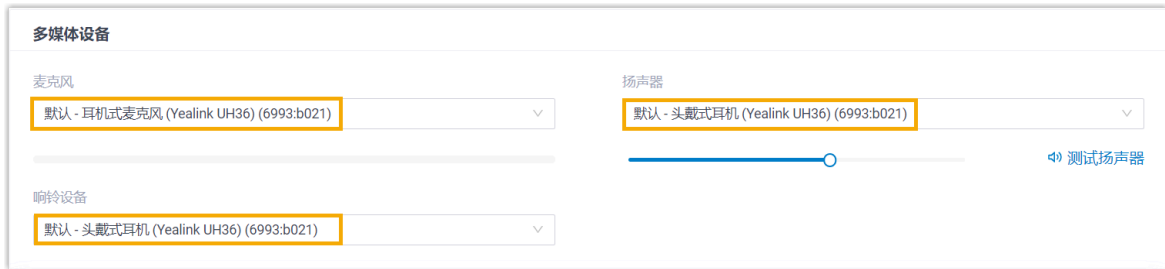 多媒体设备
麦克风
扬声器
默认 - 耳机式麦克风 (Yealink UH36) (6993:b021)
默认 - 头戴式耳机 (Yealink UH36) (6993:b021)
测试扬声器
响铃设备
默认 - 头戴式耳机 (Yealink UH36) (6993:b021)